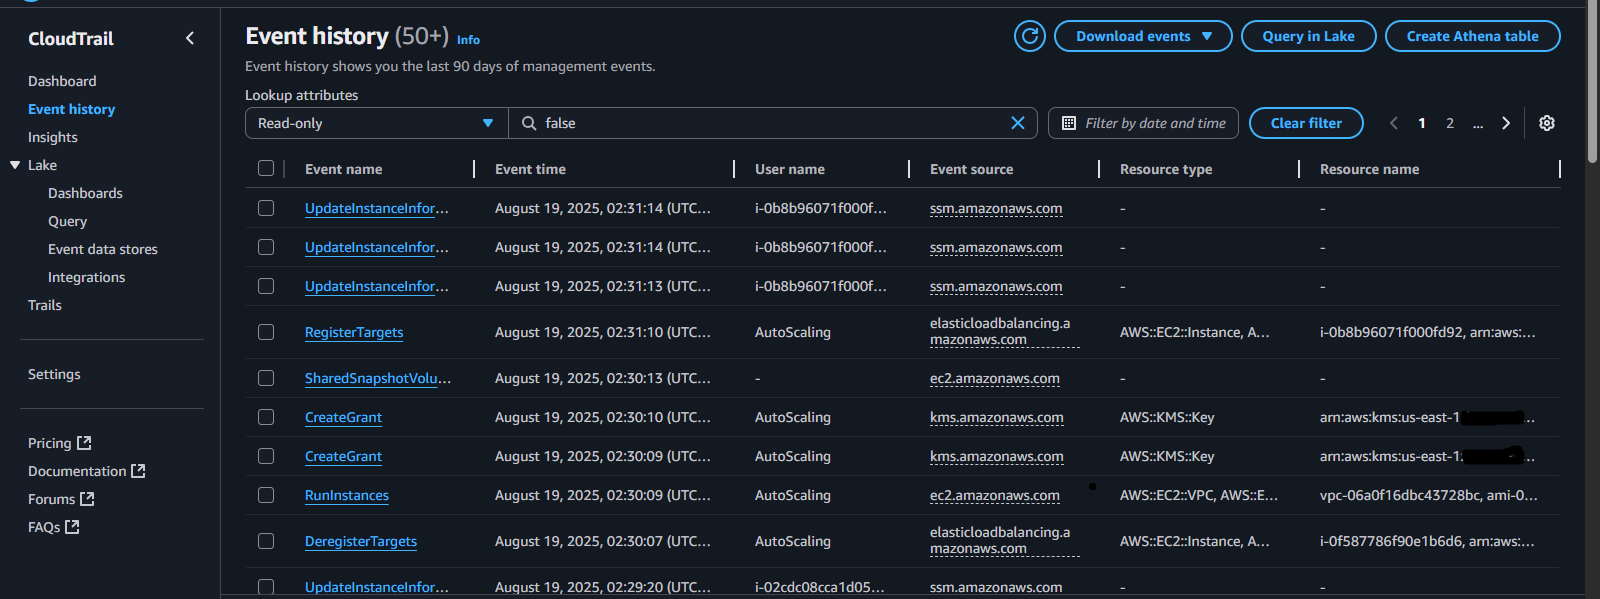 CloudTrail
Dashboard
Event history
Insights
Lake
Dashboards
Query
Event data stores
Integrations
Trails
Settings
Pricing
Documentation
Forums
FAQs
Event history (50+) Info
Download events
Query in Lake
Create Athena table
Event history shows you the last 90 days of management events.
Lookup attributes
Read-only
false
Filter by date and time
Clear filter
1 2 ...
Event name Event time User name Event source Resource type Resource name
UpdateInstanceInfor... August 19, 2025, 02:31:14 (UTC... i-0b8b96071f000f... ssm.amazonaws.com - -
UpdateInstanceInfor... August 19, 2025, 02:31:14 (UTC... i-0b8b96071f000f... ssm.amazonaws.com - -
UpdateInstanceInfor... August 19, 2025, 02:31:13 (UTC... i-0b8b96071f000f... ssm.amazonaws.com - -
RegisterTargets August 19, 2025, 02:31:10 (UTC... AutoScaling elasticloadbalancing.a
mazonaws.com AWS::EC2::Instance, A... i-0b8b96071f000fd92, arn:aws:...
SharedSnapshotVolu... August 19, 2025, 02:30:13 (UTC... - ec2.amazonaws.com - -
CreateGrant August 19, 2025, 02:30:10 (UTC... AutoScaling kms.amazonaws.com AWS::KMS::Key arn:aws:kms:us-east-1 ...
CreateGrant August 19, 2025, 02:30:09 (UTC... AutoScaling kms.amazonaws.com AWS::KMS::Key arn:aws:kms:us-east-1: ...
RunInstances August 19, 2025, 02:30:09 (UTC... AutoScaling ec2.amazonaws.com AWS::EC2::VPC, AWS::E... vpc-06a0f16dbc43728bc, ami-0...
DeregisterTargets August 19, 2025, 02:30:07 (UTC... AutoScaling elasticloadbalancing.a
mazonaws.com AWS::EC2::Instance, A... i-0f587786f90e1b6d6, arn:aws:...
UpdateInstanceInfor... August 19, 2025, 02:29:20 (UTC... i-02cdc08cca1d05... ssm.amazonaws.com - -